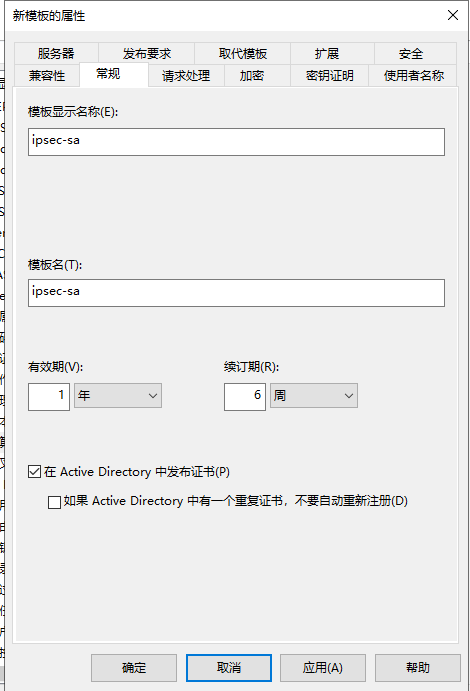 新模板的属性
服务器 发布要求 取代模板 扩展 安全
兼容性 常规 请求处理 加密 密钥证明 使用者名称
模板显示名称(E):
ipsec-sa
模板名(T):
ipsec-sa
有效期(V): 续订期(R):
1 年 6 周
在 Active Directory 中发布证书(P)
如果 Active Directory 中有一个重复证书，不要自动重新注册(D)
确定 取消 应用(A) 帮助